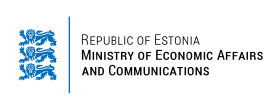 REPUBLIC OF ESTONIA
MINISTRY OF ECONOMIC AFFAIRS
AND COMMUNICATIONS